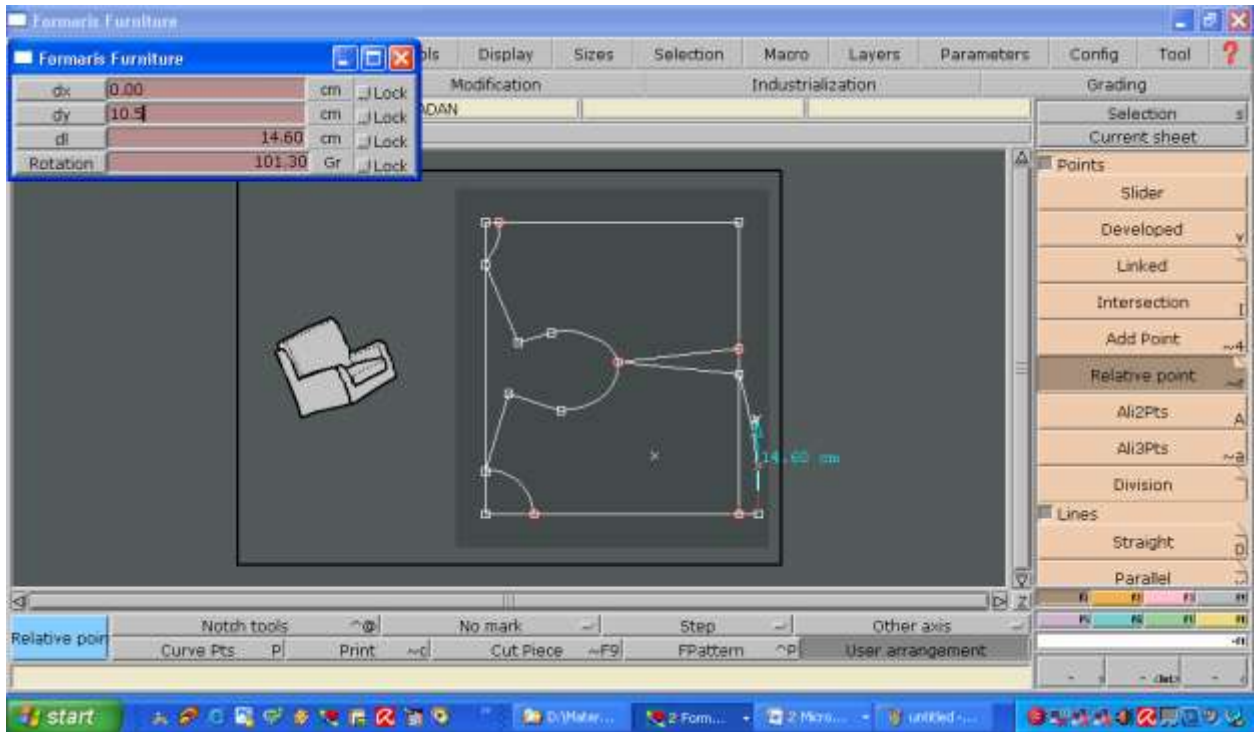 Formaris Furniture
Formaris Furniture
ols Display Sizes Selection Macro Layers Parameters Config Tool ?
Modification Industrialization Grading
dx 0.00 cm Lock
dy 10.5 cm Lock
dl 14.60 cm Lock
Rotation 101.30 Gr Lock
ADAN
Selection s
Current sheet
Points
Slider
Developed v
Linked
Intersection I
Add Point ~4
Relative point
Ali2Pts A
Ali3Pts ~a
Division
Lines
Straight D
Parallel
14.60 cm
Z
Relative poin
Notch tools ^@ No mark Step Other axis
Curve Pts P Print ~c Cut Piece ~F9 FPattern ^P User arrangement
start
D:\Mater...
2 Form...
2 Micro...
untitled -...